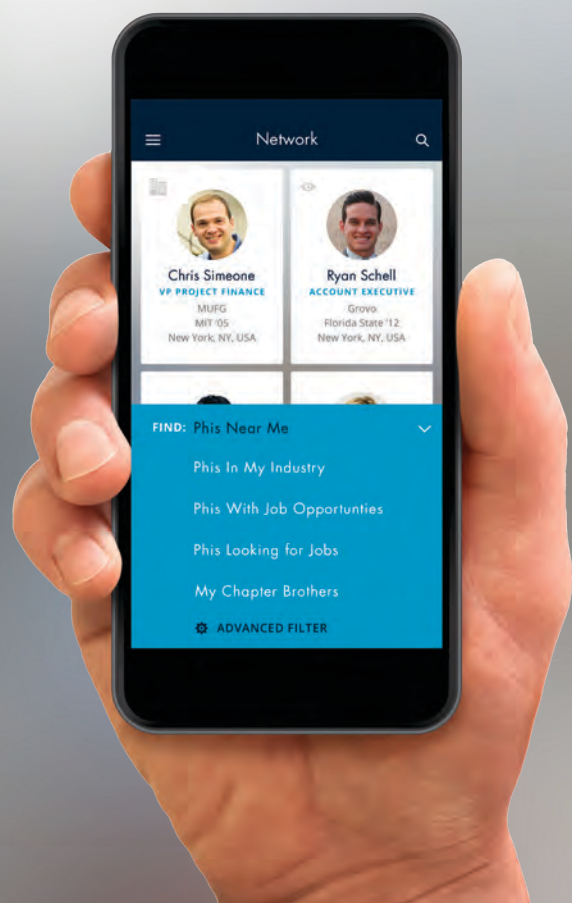 Network
Chris Simeone
VP PROJECT FINANCE
MUFG
MIT '05
New York, NY, USA
Ryan Schell
ACCOUNT EXECUTIVE
Grovo
Florida State '12
New York, NY, USA
FIND: Phis Near Me
Phis In My Industry
Phis With Job Opportunties
Phis Looking for Jobs
My Chapter Brothers
ADVANCED FILTER